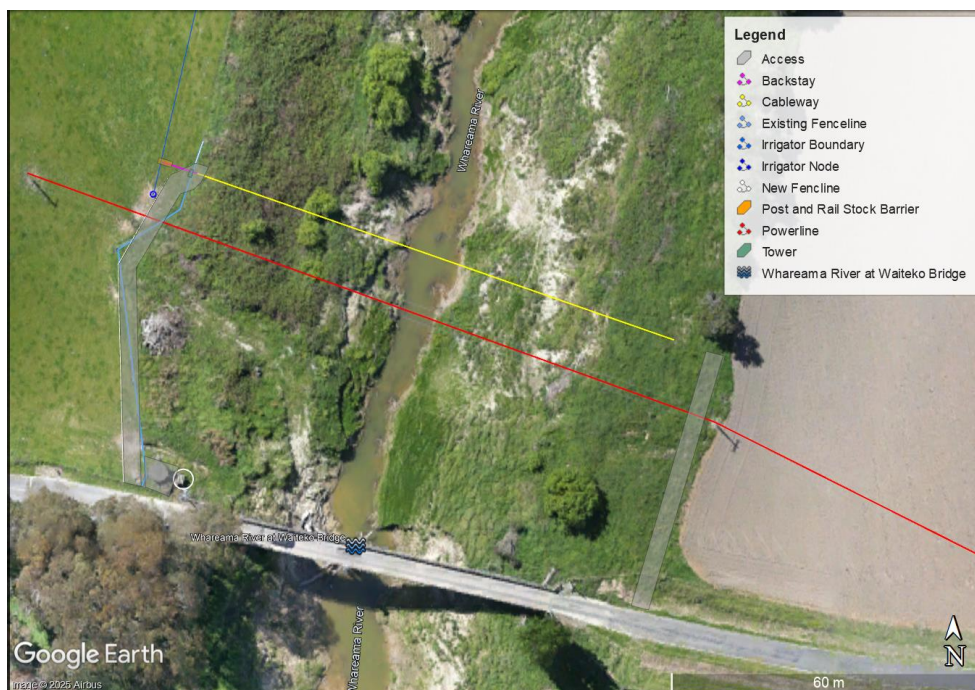 Legend
Access
Backstay
Cableway
Existing Fenceline
Irrigator Boundary
Irrigator Node
New Fencline
Post and Rail Stock Barrier
Powerline
Tower
Whareama River at Waiteko Bridge
Whareama River
Whareama River at Waiteko Bridge
Whareama River
Google Earth
Image © 2025 Airbus
60 m
N